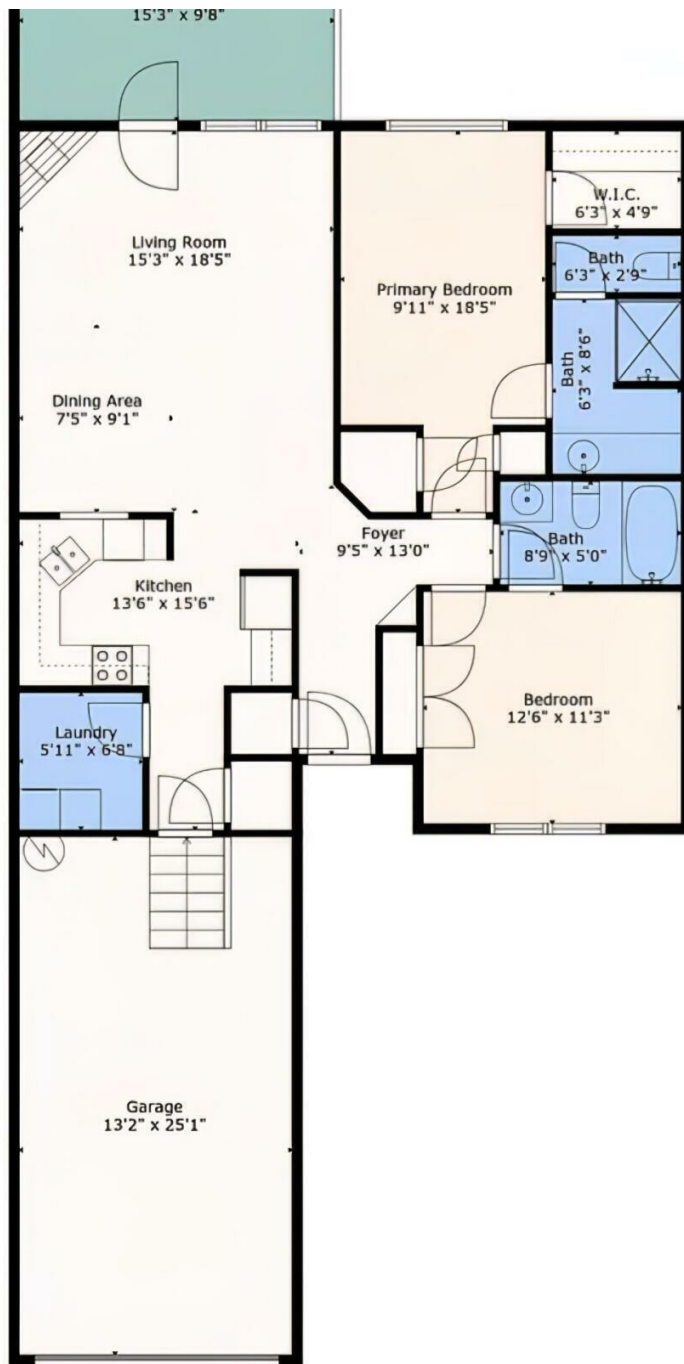 15'3" x 9'8"
Living Room
15'3" x 18'5"
W.I.C.
6'3" x 4'9"
Bath
6'3" x 2'9"
Primary Bedroom
9'11" x 18'5"
Bath
6'3" x 8'6"
Dining Area
7'5" x 9'1"
Foyer
9'5" x 13'0"
Bath
8'9" x 5'0"
Kitchen
13'6" x 15'6"
Bedroom
12'6" x 11'3"
Laundry
5'11" x 6'8"
Garage
13'2" x 25'1"